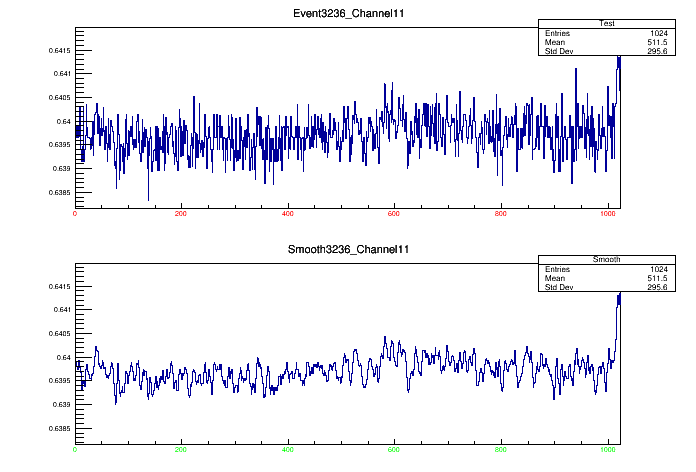 Event3236_Channel11
Test
Entries 1024
Mean 511.5
Std Dev 295.6
0.6415
0.641
0.6405
0.64
0.6395
0.639
0.6385
0 200 400 600 800 1000
Smooth3236_Channel11
Smooth
Entries 1024
Mean 511.5
Std Dev 295.6
0.6415
0.641
0.6405
0.64
0.6395
0.639
0.6385
0 200 400 600 800 1000